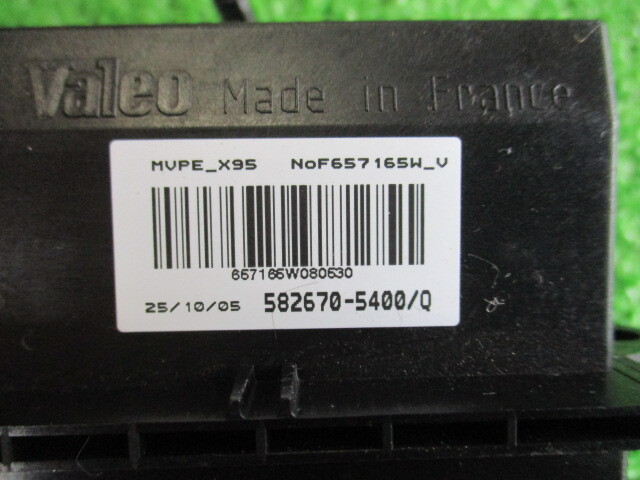 Valeo Made in France
MVPE_X95 NoF657165W_V
657165W080530
25/10/05 582670-5400/Q